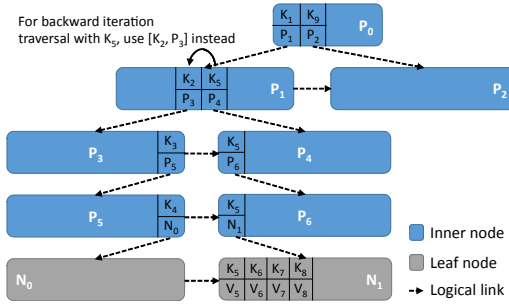 For backward iteration
traversal with K5, use [K2, P3] instead
K1 K9
P1 P2
P0
K2 K5
P3 P4
P1
P2
P3
K3
P5
K5
P6
P4
P5
K4
N0
K5
N1
P6
N0
K5 K6 K7 K8
V5 V6 V7 V8
N1
Inner node
Leaf node
Logical link